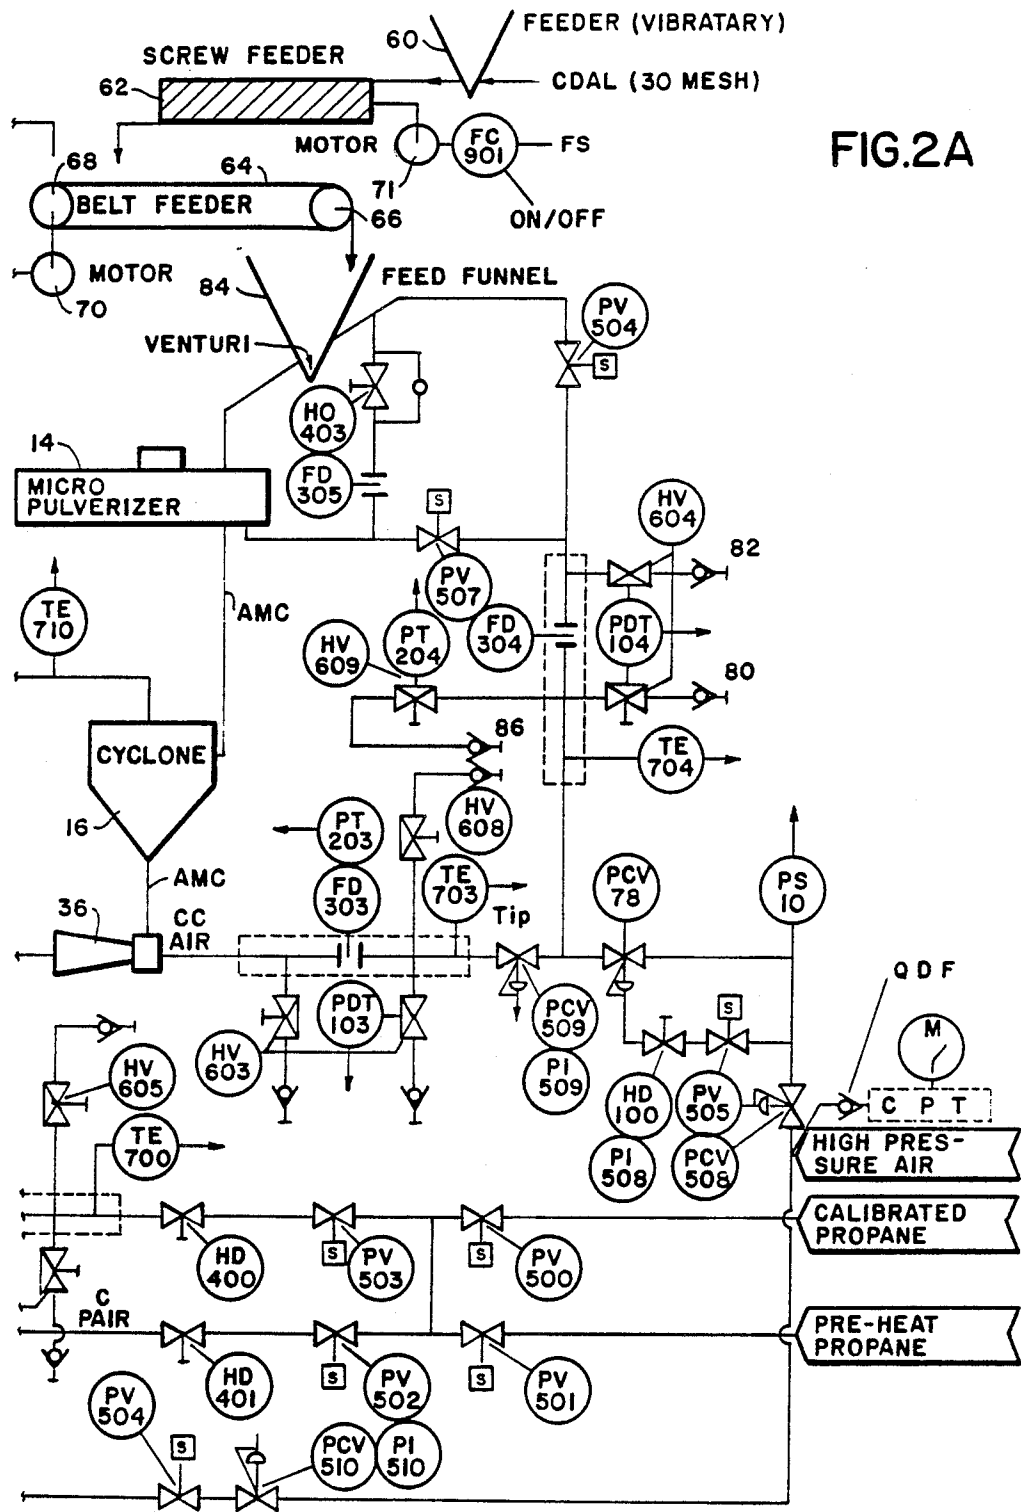 FEEDER (VIBRATARY)
60
SCREW FEEDER
62
CDAL (30 MESH)
MOTOR
71
FC
901
FS
FIG.2A
ON/OFF
68
64
BELT FEEDER
66
MOTOR
70
84
FEED FUNNEL
VENTURI
PV
504
S
HO
403
14
MICRO
PULVERIZER
FD
305
S
HV
604
82
PV
507
TE
710
AMC
HV
609
PT
204
FD
304
PDT
104
80
86
CYCLONE
TE
704
16
HV
608
PT
203
AMC
TE
703
PCV
78
PS
10
36
CC
AIR
FD
303
Tip
QDF
PDT
103
PCV
509
S
M
HV
605
HV
603
PI
509
HD
100
PV
505
C P T
TE
700
PI
508
PCV
508
HIGH PRES-
SURE AIR
CALIBRATED
PROPANE
HD
400
S
PV
503
S
PV
500
C
PAIR
PRE-HEAT
PROPANE
HD
401
S
PV
502
S
PV
501
PV
504
S
PCV
510
PI
510